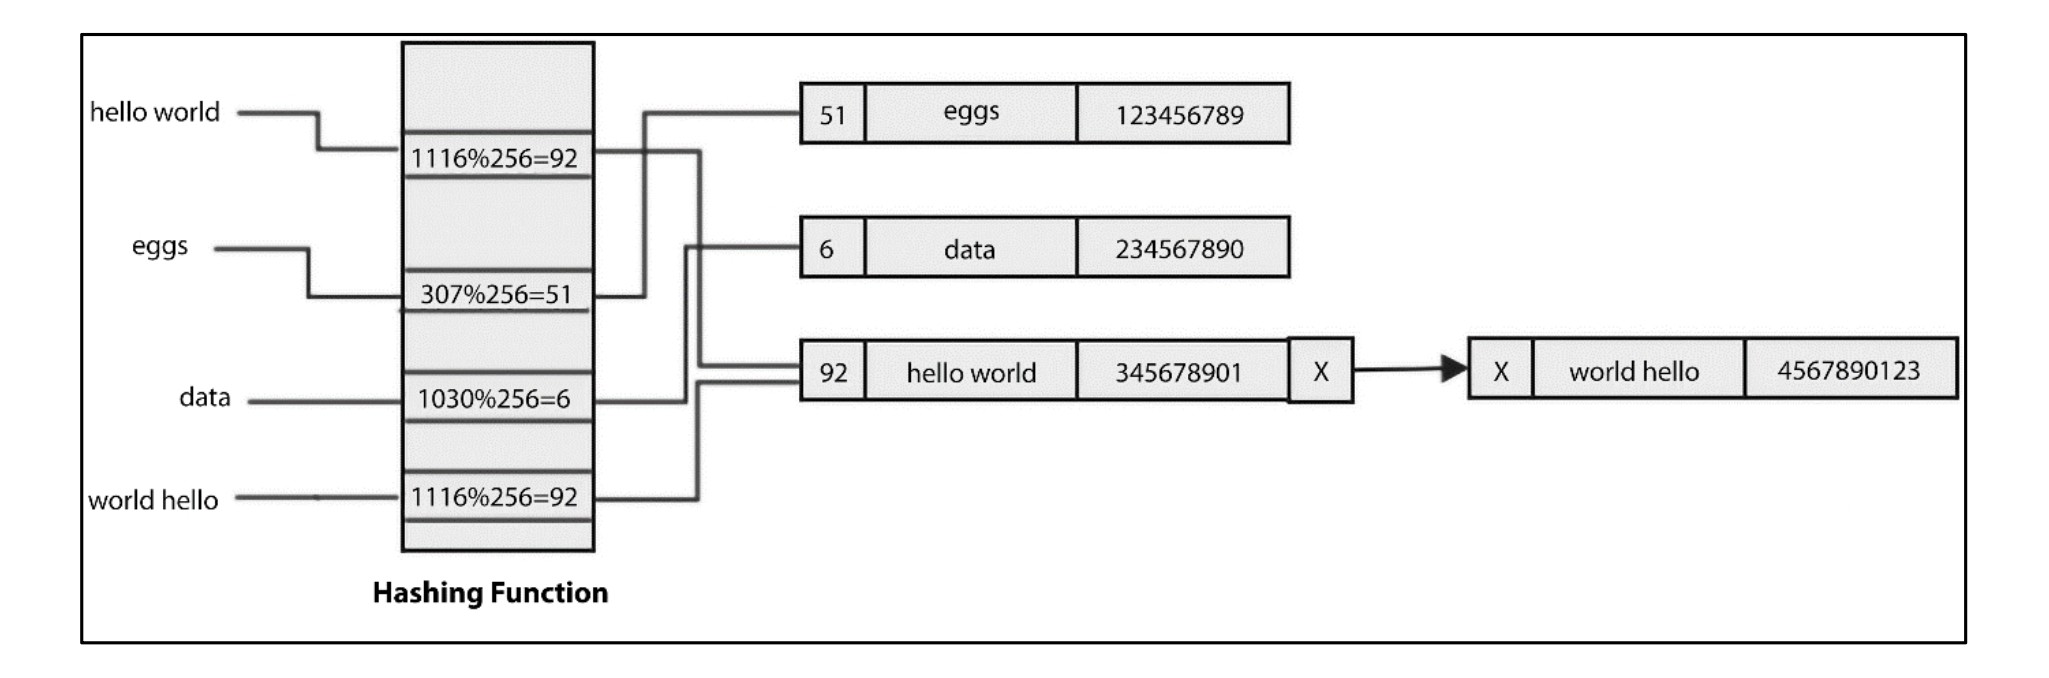 hello world
1116%256=92
eggs
307%256=51
data
1030%256=6
world hello
1116%256=92
Hashing Function
51 eggs 123456789
6 data 234567890
92 hello world 345678901 X
X world hello 4567890123